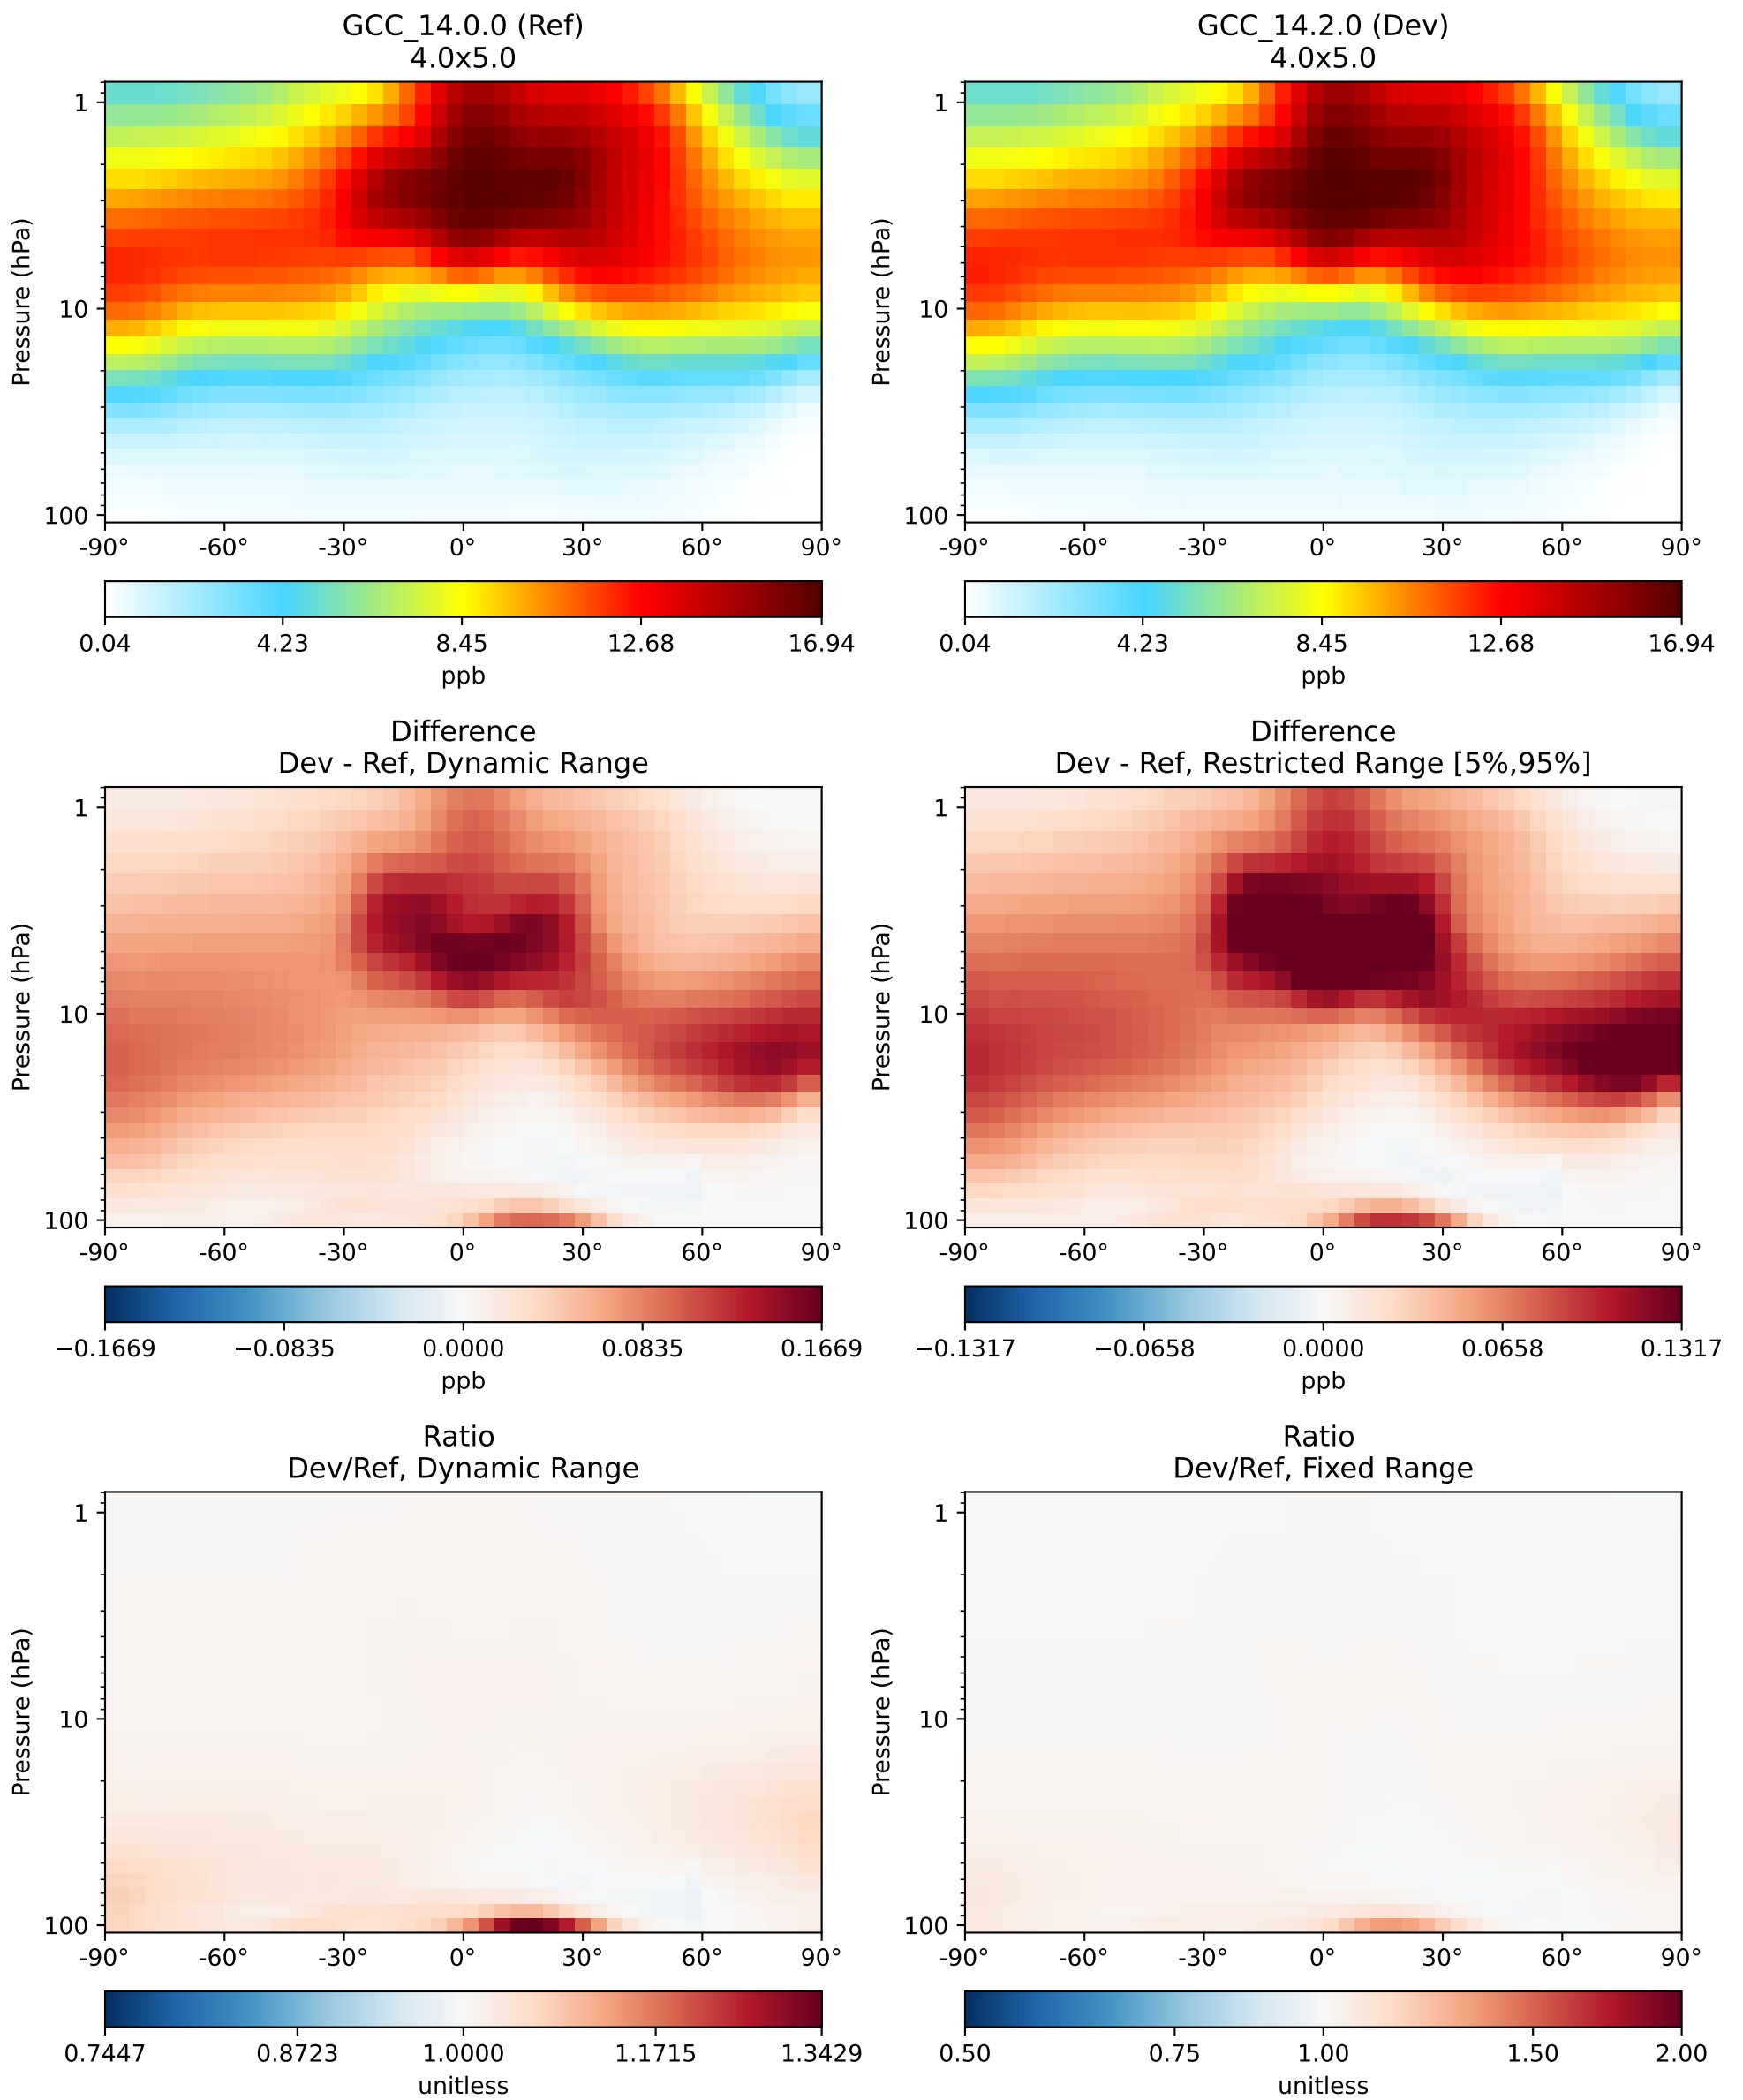 GCC_14.0.0 (Ref)
4.0x5.0
GCC_14.2.0 (Dev)
4.0x5.0
Pressure (hPa)
1
10
100
-90° -60° -30° 0° 30° 60° 90°
0.04 4.23 8.45 12.68 16.94
ppb
Pressure (hPa)
1
10
100
-90° -60° -30° 0° 30° 60° 90°
0.04 4.23 8.45 12.68 16.94
ppb
Difference
Dev - Ref, Dynamic Range
Pressure (hPa)
1
10
100
-90° -60° -30° 0° 30° 60° 90°
−0.1669 −0.0835 0.0000 0.0835 0.1669
ppb
Difference
Dev - Ref, Restricted Range [5%,95%]
Pressure (hPa)
1
10
100
-90° -60° -30° 0° 30° 60° 90°
−0.1317 −0.0658 0.0000 0.0658 0.1317
ppb
Ratio
Dev/Ref, Dynamic Range
Pressure (hPa)
1
10
100
-90° -60° -30° 0° 30° 60° 90°
0.7447 0.8723 1.0000 1.1715 1.3429
unitless
Ratio
Dev/Ref, Fixed Range
Pressure (hPa)
1
10
100
-90° -60° -30° 0° 30° 60° 90°
0.50 0.75 1.00 1.50 2.00
unitless